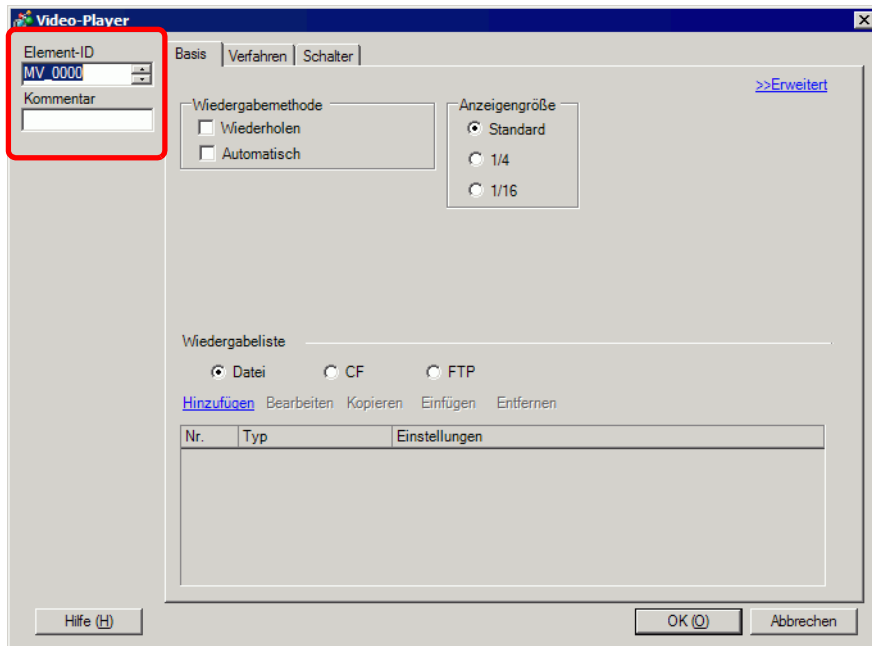 Video-Player
Element-ID
MV_0000
Kommentar
Basis Verfahren Schalter
>>Erweitert
Wiedergabemethode
Wiederholen
Automatisch
Anzeigengröße
Standard
1/4
1/16
Wiedergabeliste
Datei CF FTP
Hinzufügen Bearbeiten Kopieren Einfügen Entfernen
Nr. Typ Einstellungen
Hilfe (H) OK (O) Abbrechen